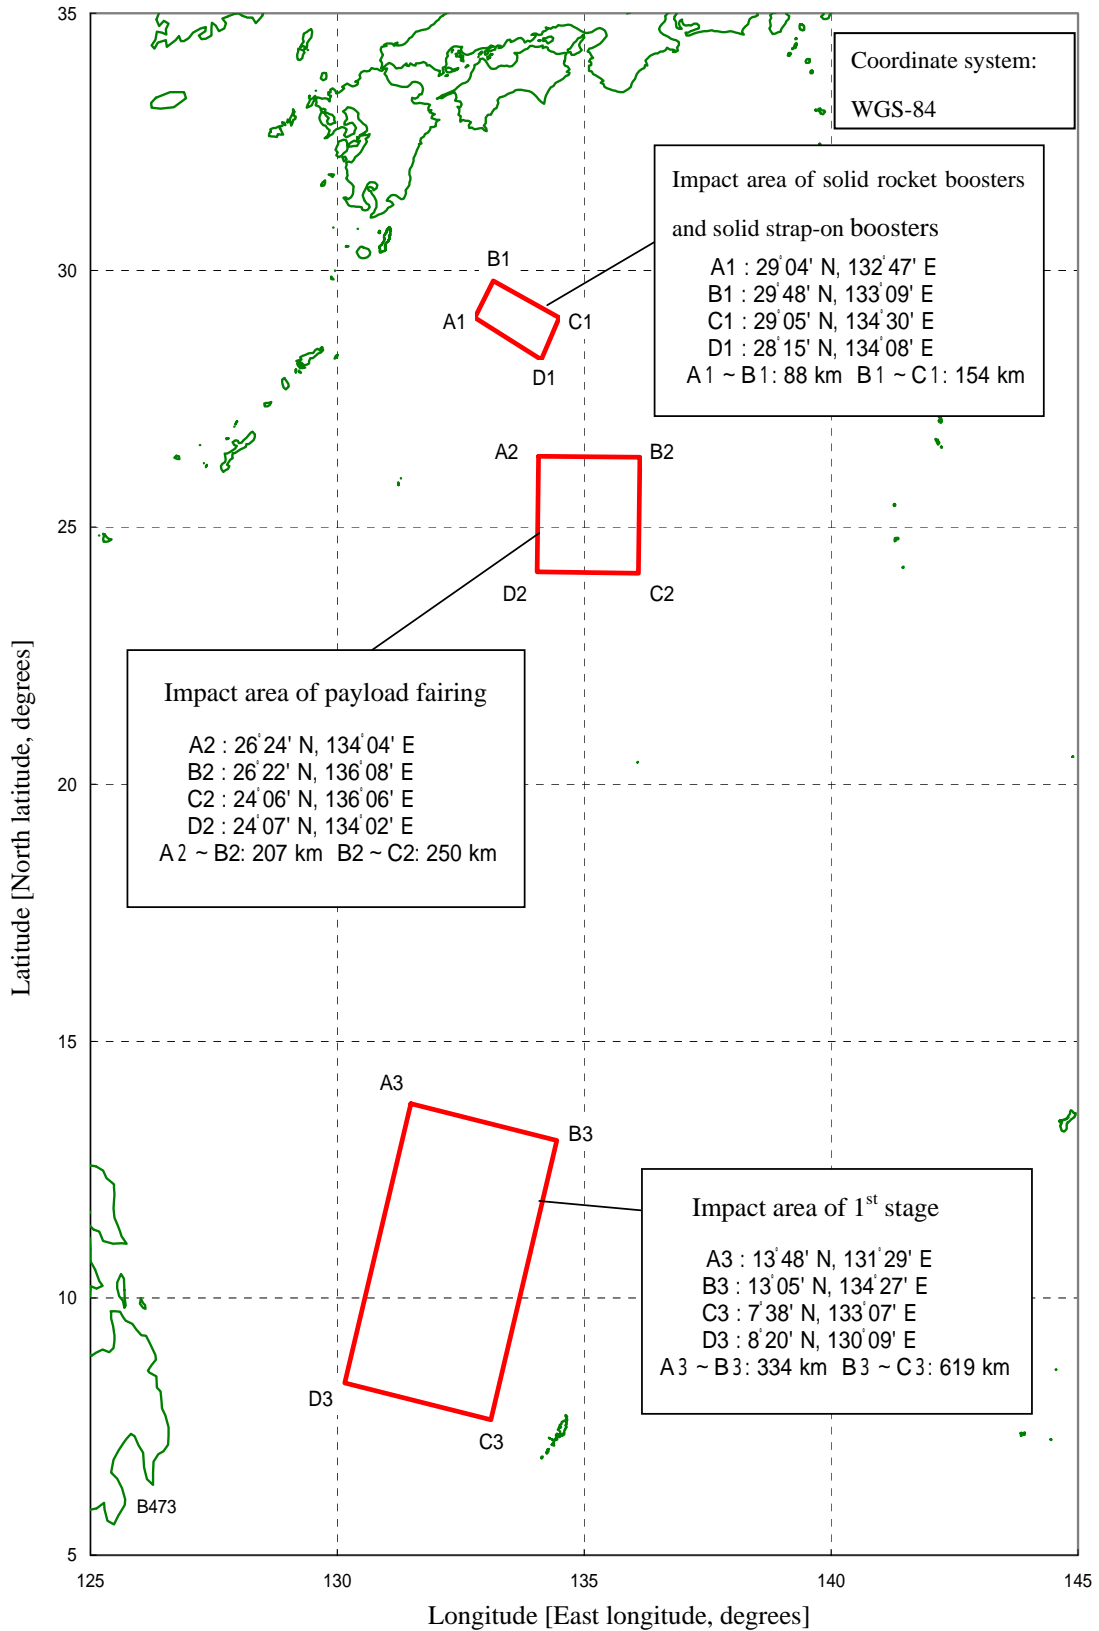 35
Coordinate system:
WGS-84
Impact area of solid rocket boosters
and solid strap-on boosters
A1 : 29°04' N, 132°47' E
B1 : 29°48' N, 133°09' E
C1 : 29°05' N, 134°30' E
D1 : 28°15' N, 134°08' E
A1 ~ B1: 88 km B1 ~ C1: 154 km
30
B1
A1
C1
D1
A2
B2
25
D2
C2
Impact area of payload fairing
A2 : 26°24' N, 134°04' E
B2 : 26°22' N, 136°08' E
C2 : 24°06' N, 136°06' E
D2 : 24°07' N, 134°02' E
A2 ~ B2: 207 km B2 ~ C2: 250 km
20
Latitude [North latitude, degrees]
15
A3
B3
Impact area of 1st stage
A3 : 13°48' N, 131°29' E
B3 : 13°05' N, 134°27' E
C3 : 7°38' N, 133°07' E
D3 : 8°20' N, 130°09' E
A3 ~ B3: 334 km B3 ~ C3: 619 km
10
D3
C3
B473
5
125
130
135
140
145
Longitude [East longitude, degrees]